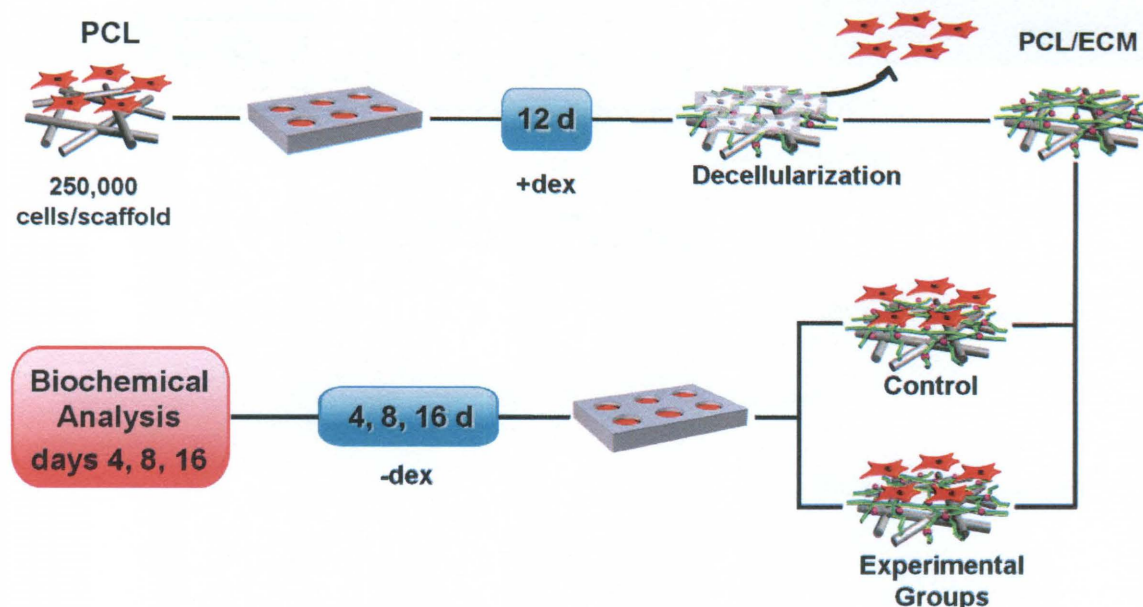 PCL
250,000
cells/scaffold
12 d
+dex
Decellularization
PCL/ECM
Control
Experimental
Groups
4, 8, 16 d
-dex
Biochemical
Analysis
days 4, 8, 16